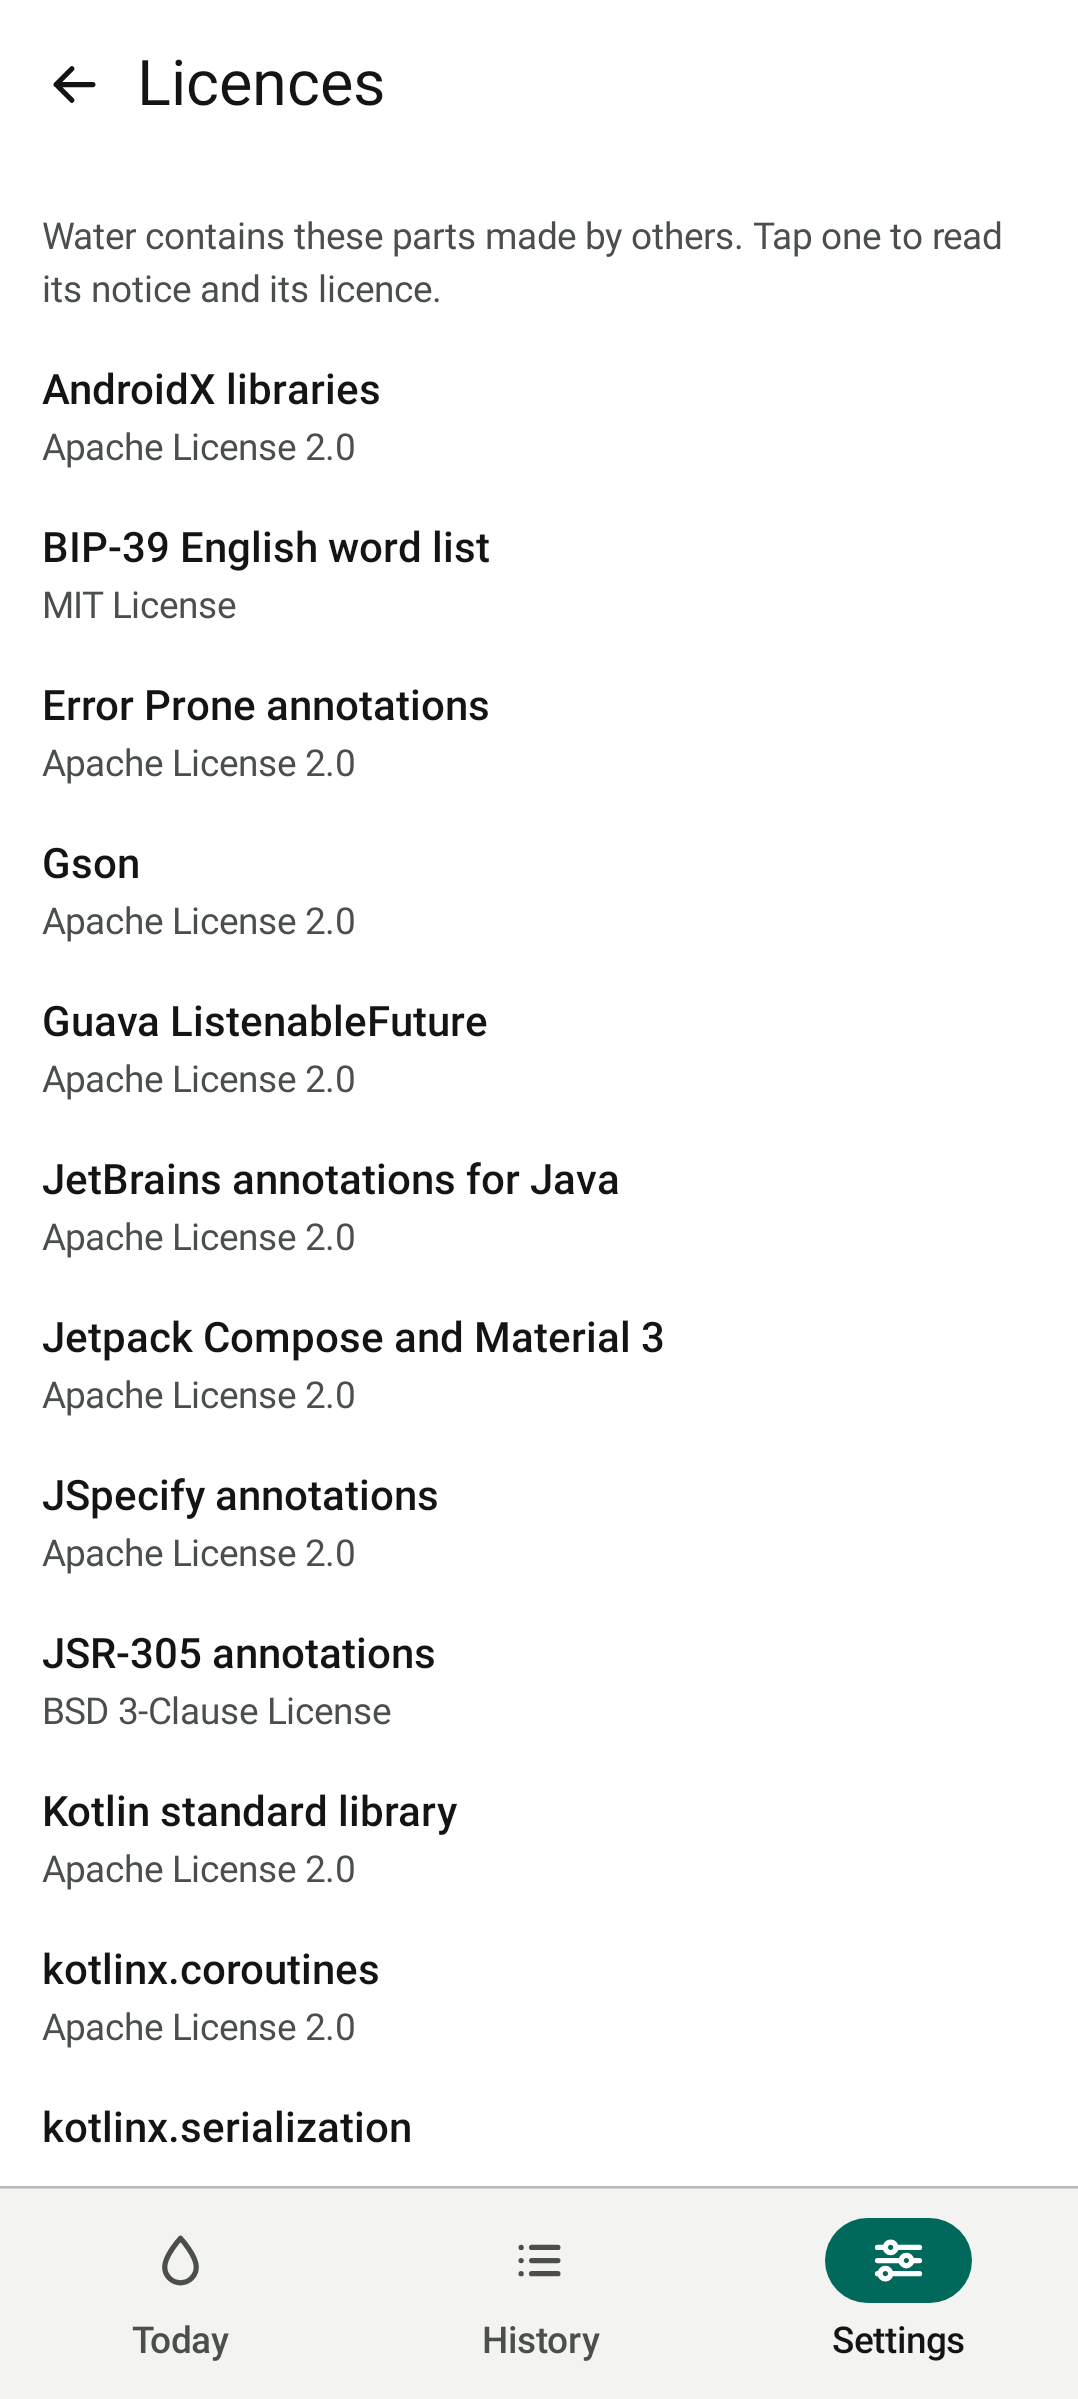 Licences
Water contains these parts made by others. Tap one to read
its notice and its licence.
AndroidX libraries
Apache License 2.0
BIP-39 English word list
MIT License
Error Prone annotations
Apache License 2.0
Gson
Apache License 2.0
Guava ListenableFuture
Apache License 2.0
JetBrains annotations for Java
Apache License 2.0
Jetpack Compose and Material 3
Apache License 2.0
JSpecify annotations
Apache License 2.0
JSR-305 annotations
BSD 3-Clause License
Kotlin standard library
Apache License 2.0
kotlinx.coroutines
Apache License 2.0
kotlinx.serialization
Today
History
Settings